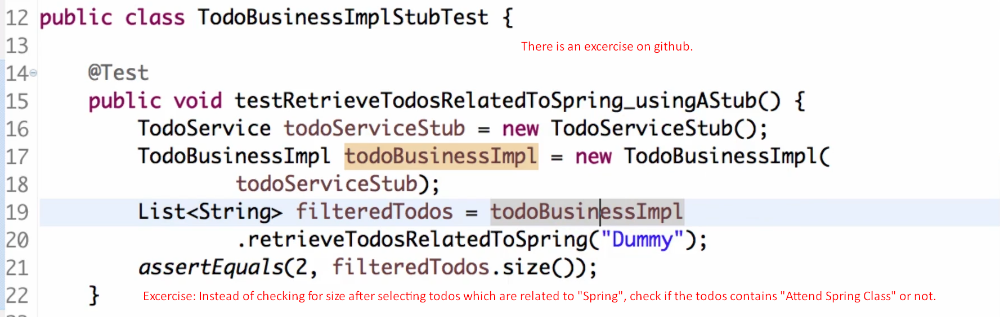 12 public class TodoBusinessImplStubTest {
13
There is an excercise on github.
14 @Test
15 public void testRetrieveTodosRelatedToSpring_usingAStub() {
16 TodoService todoServiceStub = new TodoServiceStub();
17 TodoBusinessImpl todoBusinessImpl = new TodoBusinessImpl(
18 todoServiceStub);
19 List<String> filteredTodos = todoBusinessImpl
20 .retrieveTodosRelatedToSpring("Dummy");
21 assertEquals(2, filteredTodos.size());
22 } Excercise: Instead of checking for size after selecting todos which are related to "Spring", check if the todos contains "Attend Spring Class" or not.